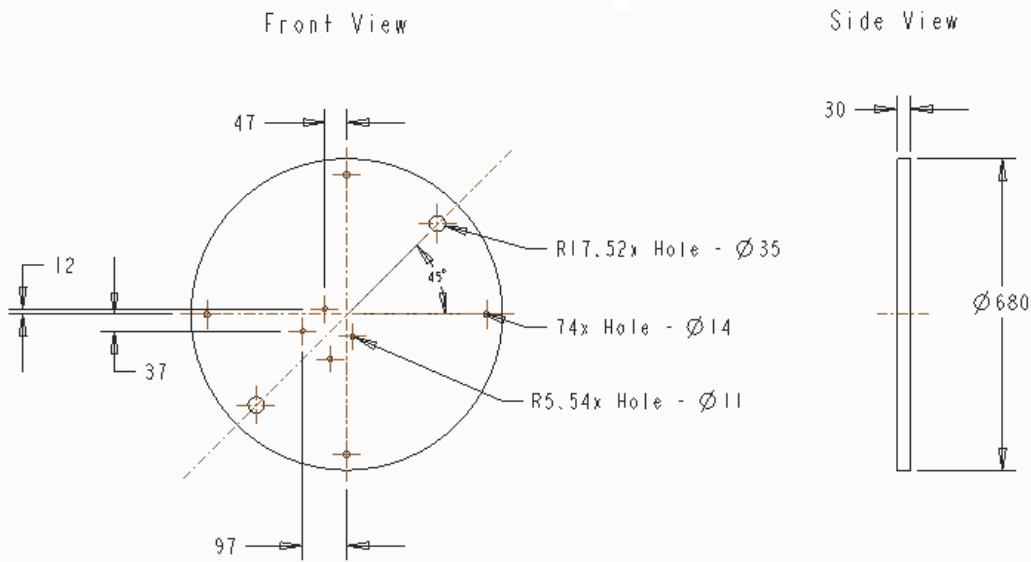 Front View
Side View
47
30
R17.52x Hole - Ø35
12
45°
Ø680
74x Hole - Ø14
37
R5.54x Hole - Ø11
97